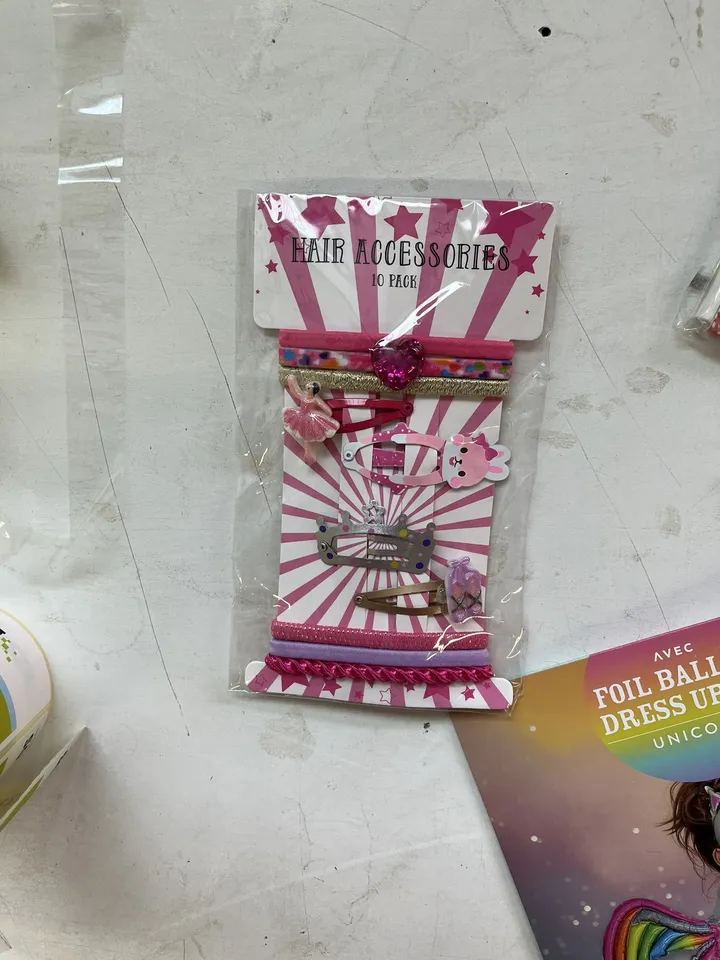 HAIR ACCESSORIES
10 PACK
AVEC
FOIL BALL
DRESS UP
UNICO